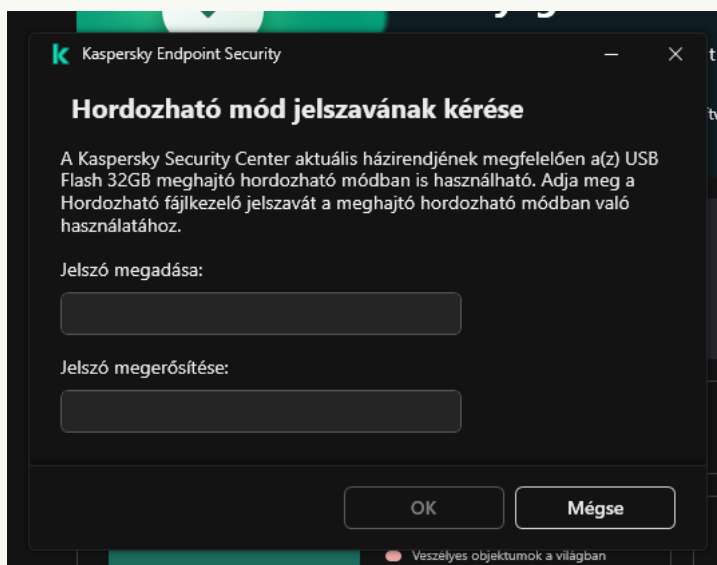 Kaspersky Endpoint Security
Hordozható mód jelszavának kérése
A Kaspersky Security Center aktuális házirendjének megfelelően a(z) USB
Flash 32GB meghajtó hordozható módban is használható. Adja meg a
Hordozható fájlkezelő jelszavát a meghajtó hordozható módban való
használatához.
Jelszó megadása:
Jelszó megerősítése:
OK
Mégse
Veszélyes objektumok a világban